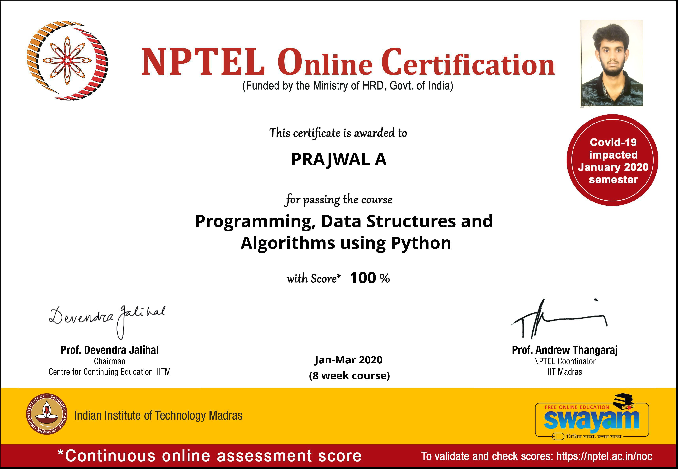 NPTEL Online Certification
(Funded by the Ministry of HRD, Govt. of India)
This certificate is awarded to
PRAJWAL A
Covid-19
impacted
January 2020
semester
for passing the course
Programming, Data Structures and
Algorithms using Python
with Score* 100 %
Devendra Jalihal
Prof. Devendra Jalihal
Chairman
Centre for Continuing Education, IITM
Jan-Mar 2020
(8 week course)
Prof. Andrew Thangaraj
NPTEL Coordinator
IIT Madras
Indian Institute of Technology Madras
FREE ONLINE EDUCATION
swayam
*Continuous online assessment score
To validate and check scores: https://nptel.ac.in/noc